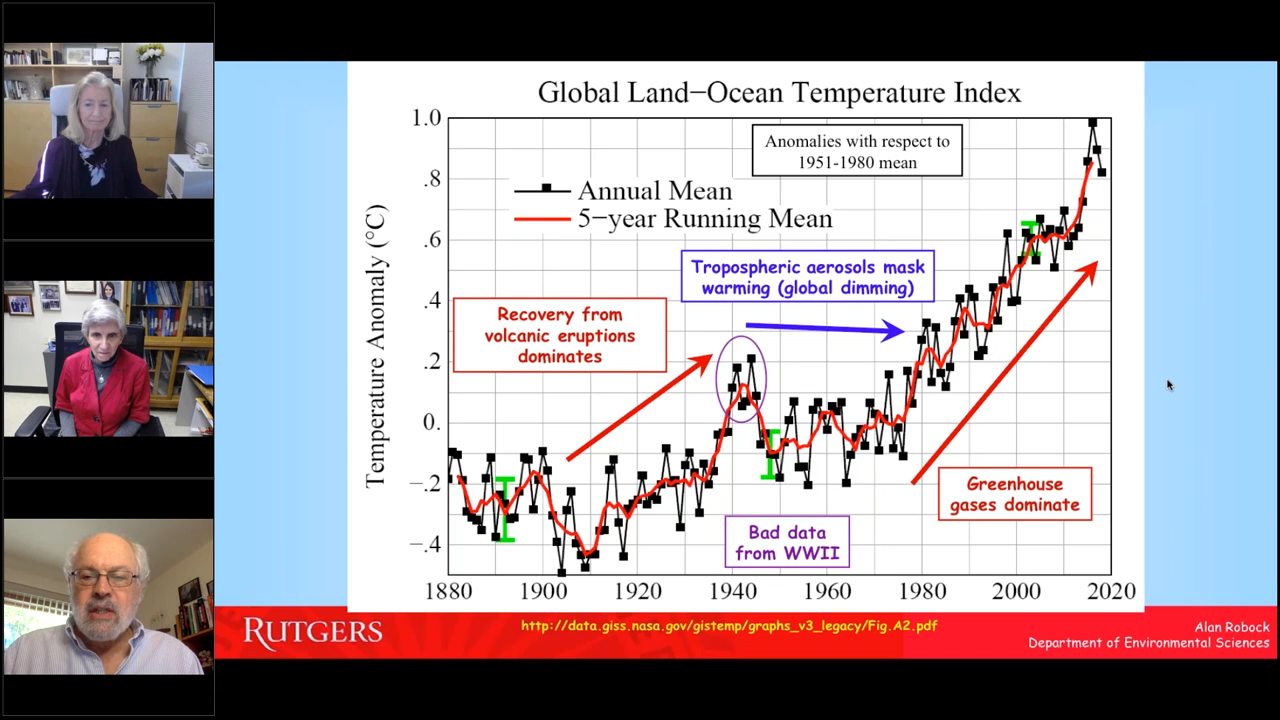 Global Land−Ocean Temperature Index
Anomalies with respect to
1951-1980 mean
Annual Mean
5−year Running Mean
Temperature Anomaly (°C)
1.0
.8
.6
.4
.2
0.
−.2
−.4
Tropospheric aerosols mask
warming (global dimming)
Recovery from
volcanic eruptions
dominates
Greenhouse
gases dominate
Bad data
from WWII
1880
1900
1920
1940
1960
1980
2000
2020
RUTGERS
http://data.giss.nasa.gov/gistemp/graphs_v3_legacy/Fig.A2.pdf
Alan Robock
Department of Environmental Sciences